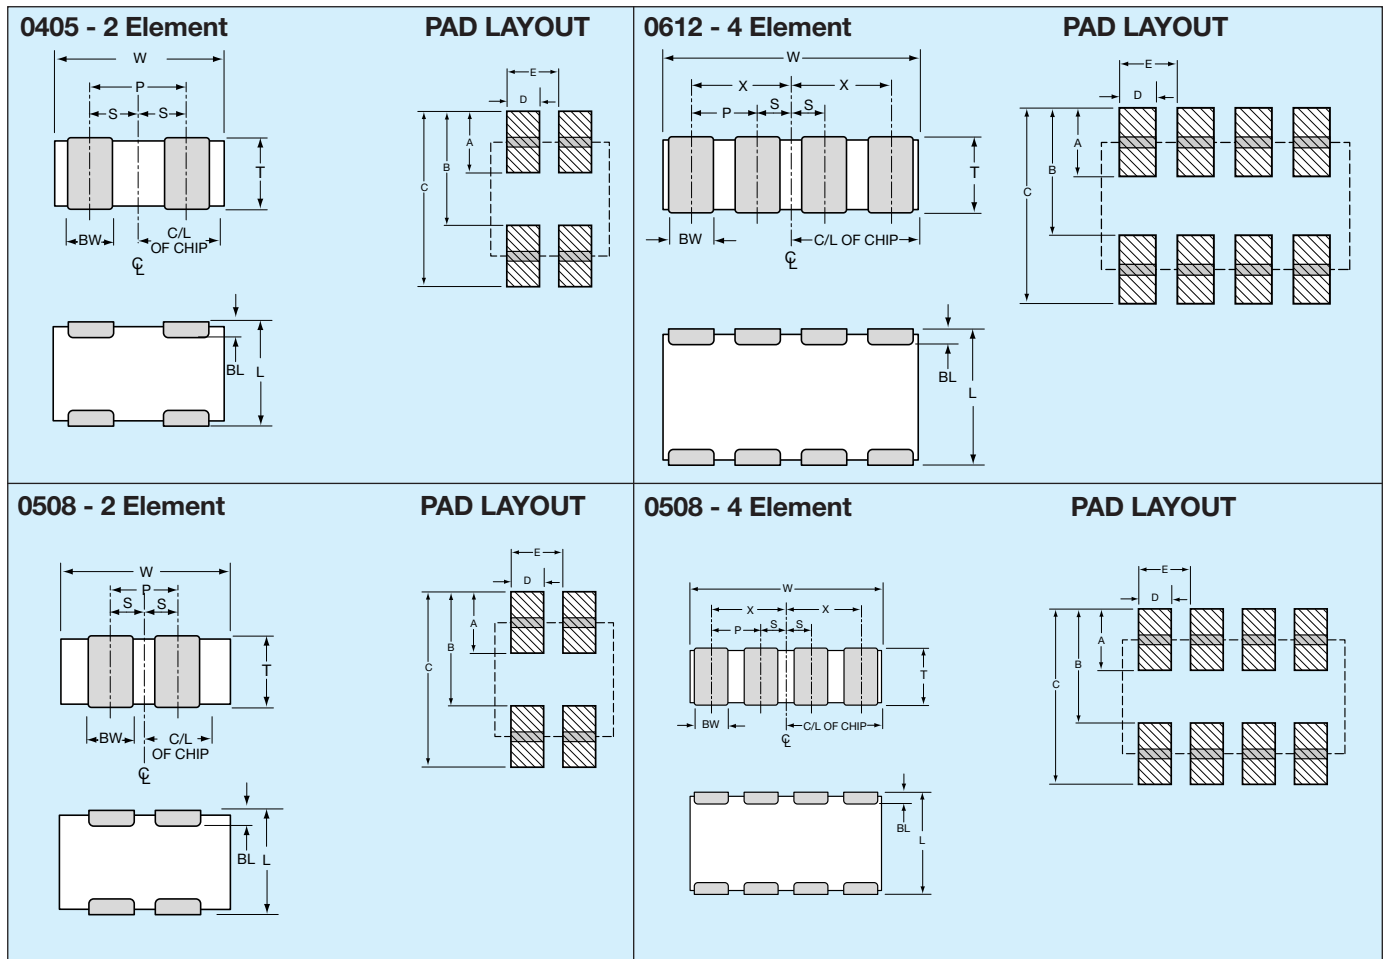 0405 - 2 Element
PAD LAYOUT
W
P
S S
T
BW
C/L
OF CHIP
℄
BL
L
E
D
A
B
C
0612 - 4 Element
PAD LAYOUT
W
X X
P S S
T
BW
C/L OF CHIP
℄
BL
L
E
D
A
B
C
0508 - 2 Element
PAD LAYOUT
W
P
S S
T
BW
C/L
OF CHIP
℄
BL L
E
D
A
B
C
0508 - 4 Element
PAD LAYOUT
W
X X
P S S
T
BW
C/L OF CHIP
℄
BL
L
E
D
A
B
C